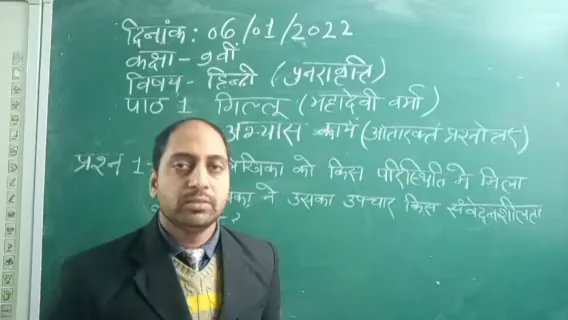 दिनांक: 06/01/2022
कक्षा - 9वीं
विषय - हिन्दी (पुनरावृत्ति)
पाठ 1 गिल्लू (महादेवी वर्मा)
अभ्यास कार्य (अतिरिक्त प्रश्नोत्तर)
प्रश्न 1- को किस परिस्थिति में मिला
ने उसका उपचार किस संवेदनशीलता
- ?